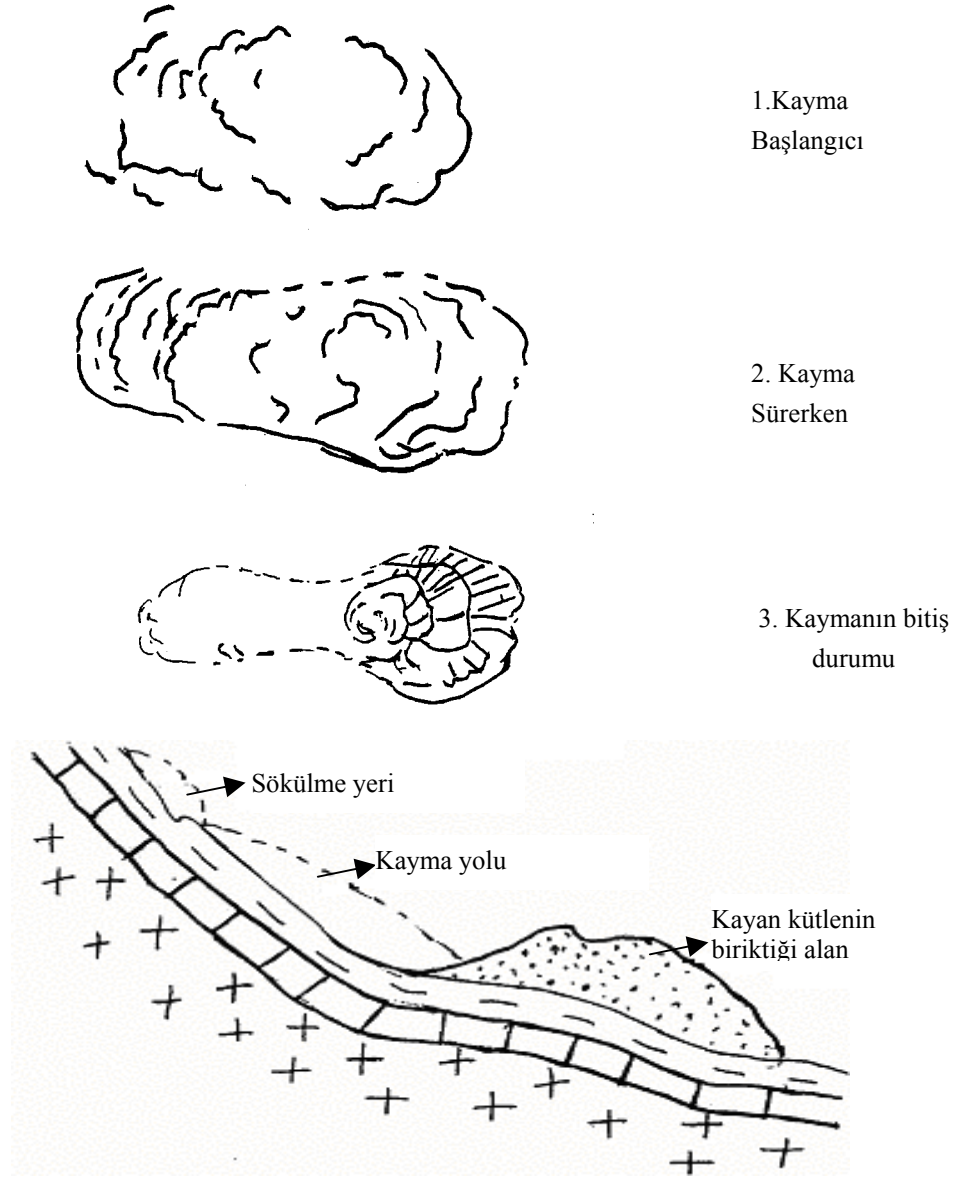 1.Kayma
Başlangıcı
2. Kayma
Sürerken
3. Kaymanın bitiş
durumu
Sökülme yeri
Kayma yolu
Kayan kütlenin
biriktiği alan